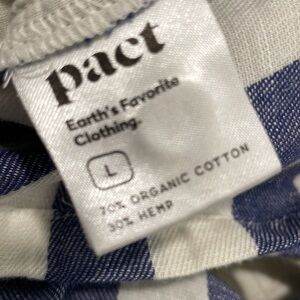 pact
Earth's Favorite
Clothing.
L
70% ORGANIC COTTON
30% HEMP